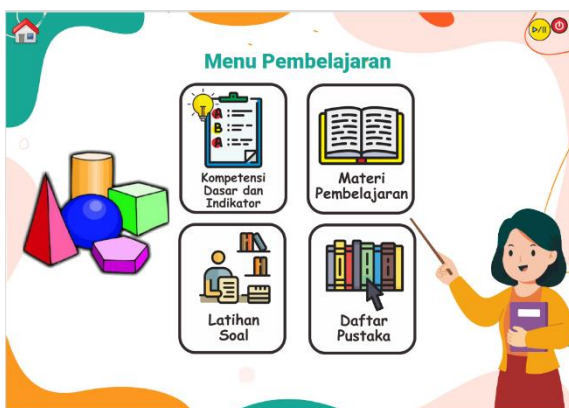 Menu Pembelajaran
A
B
A
Kompetensi
Dasar dan
Indikator
Materi
Pembelajaran
Latihan
Soal
Daftar
Pustaka